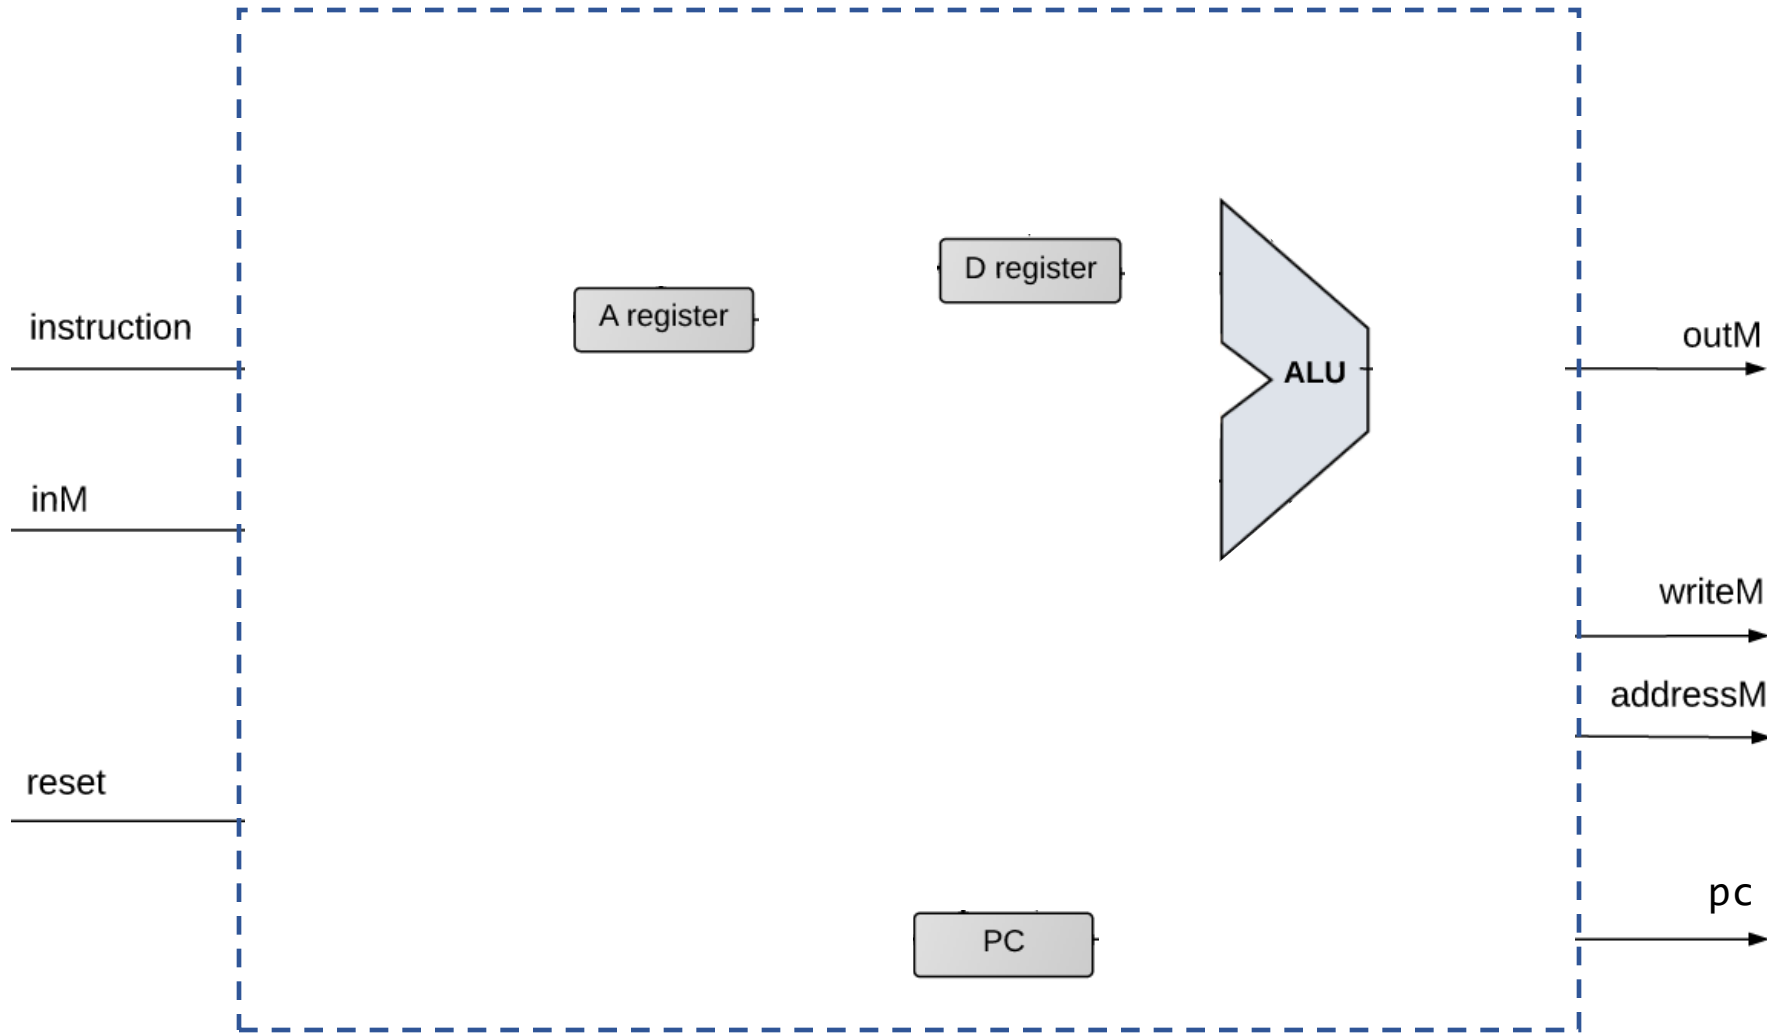 D register
A register
instruction
outM
ALU
inM
writeM
addressM
reset
pc
PC